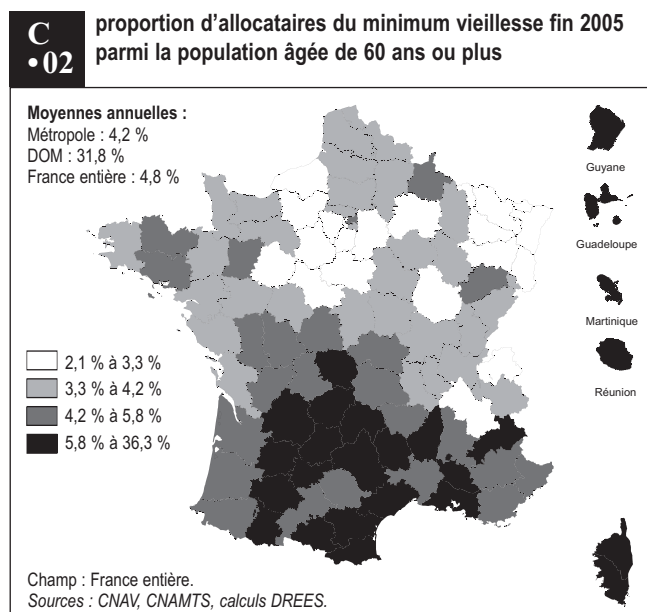 C
•02
proportion d'allocataires du minimum vieillesse fin 2005
parmi la population âgée de 60 ans ou plus
Moyennes annuelles :
Métropole : 4,2 %
DOM : 31,8 %
France entière : 4,8 %
Guyane
Guadeloupe
Martinique
Réunion
2,1 % à 3,3 %
3,3 % à 4,2 %
4,2 % à 5,8 %
5,8 % à 36,3 %
Champ : France entière.
Sources : CNAV, CNAMTS, calculs DREES.